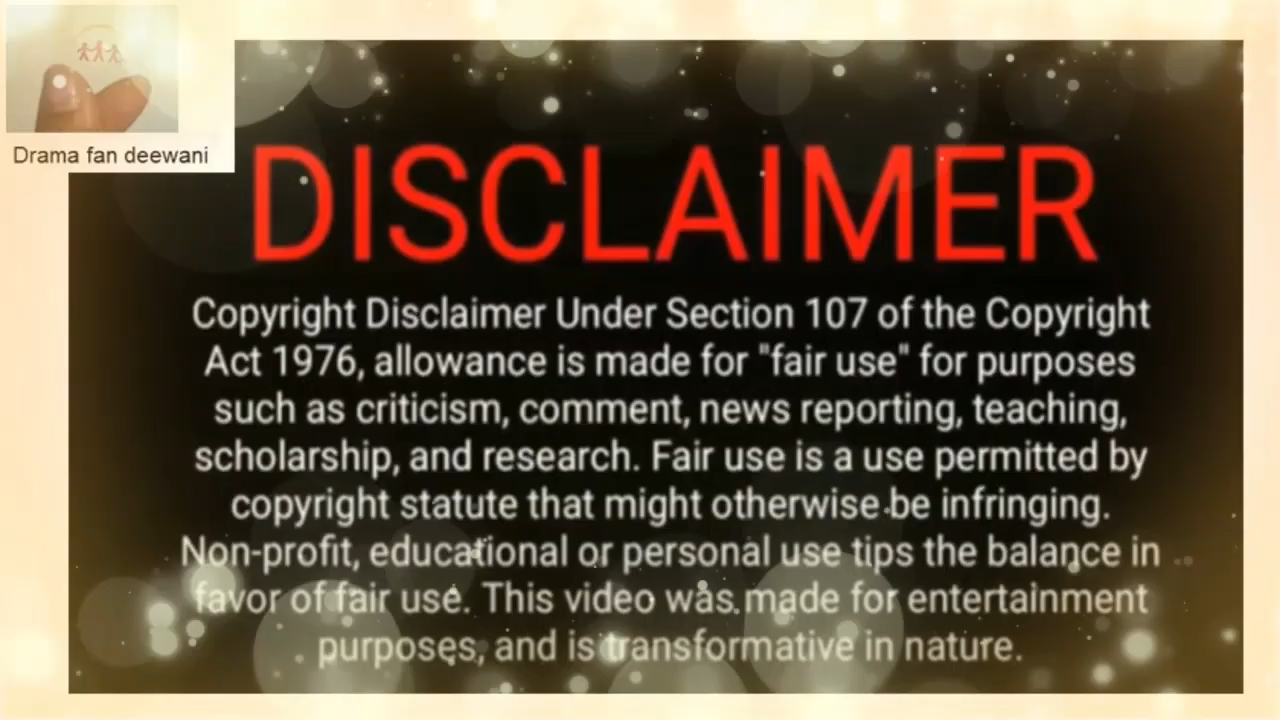 Drama fan deewani
DISCLAIMER
Copyright Disclaimer Under Section 107 of the Copyright
Act 1976, allowance is made for "fair use" for purposes
such as criticism, comment, news reporting, teaching,
scholarship, and research. Fair use is a use permitted by
copyright statute that might otherwise be infringing.
Non-profit, educational or personal use tips the balance in
favor of fair use. This video was made for entertainment
purposes, and is transformative in nature.